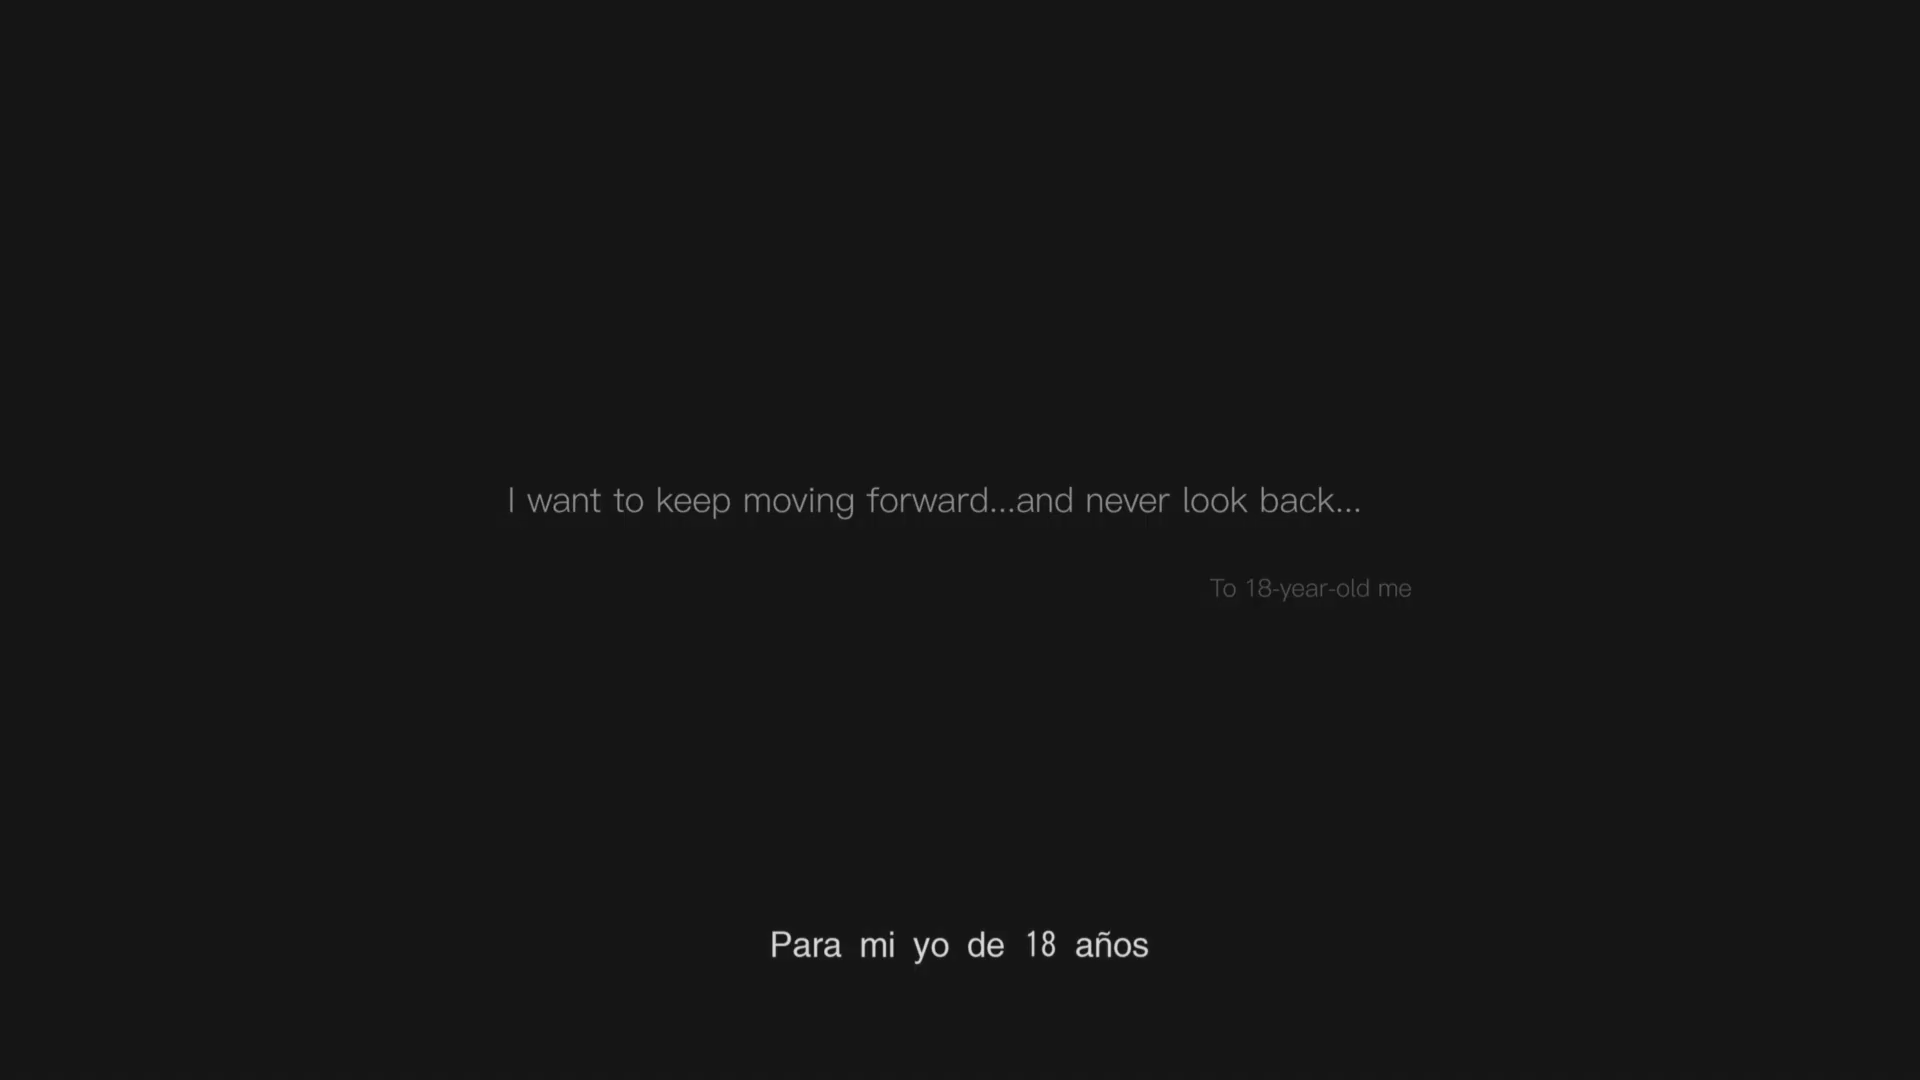 I want to keep moving forward...and never look back...
To 18-year-old me
Para mi yo de 18 años